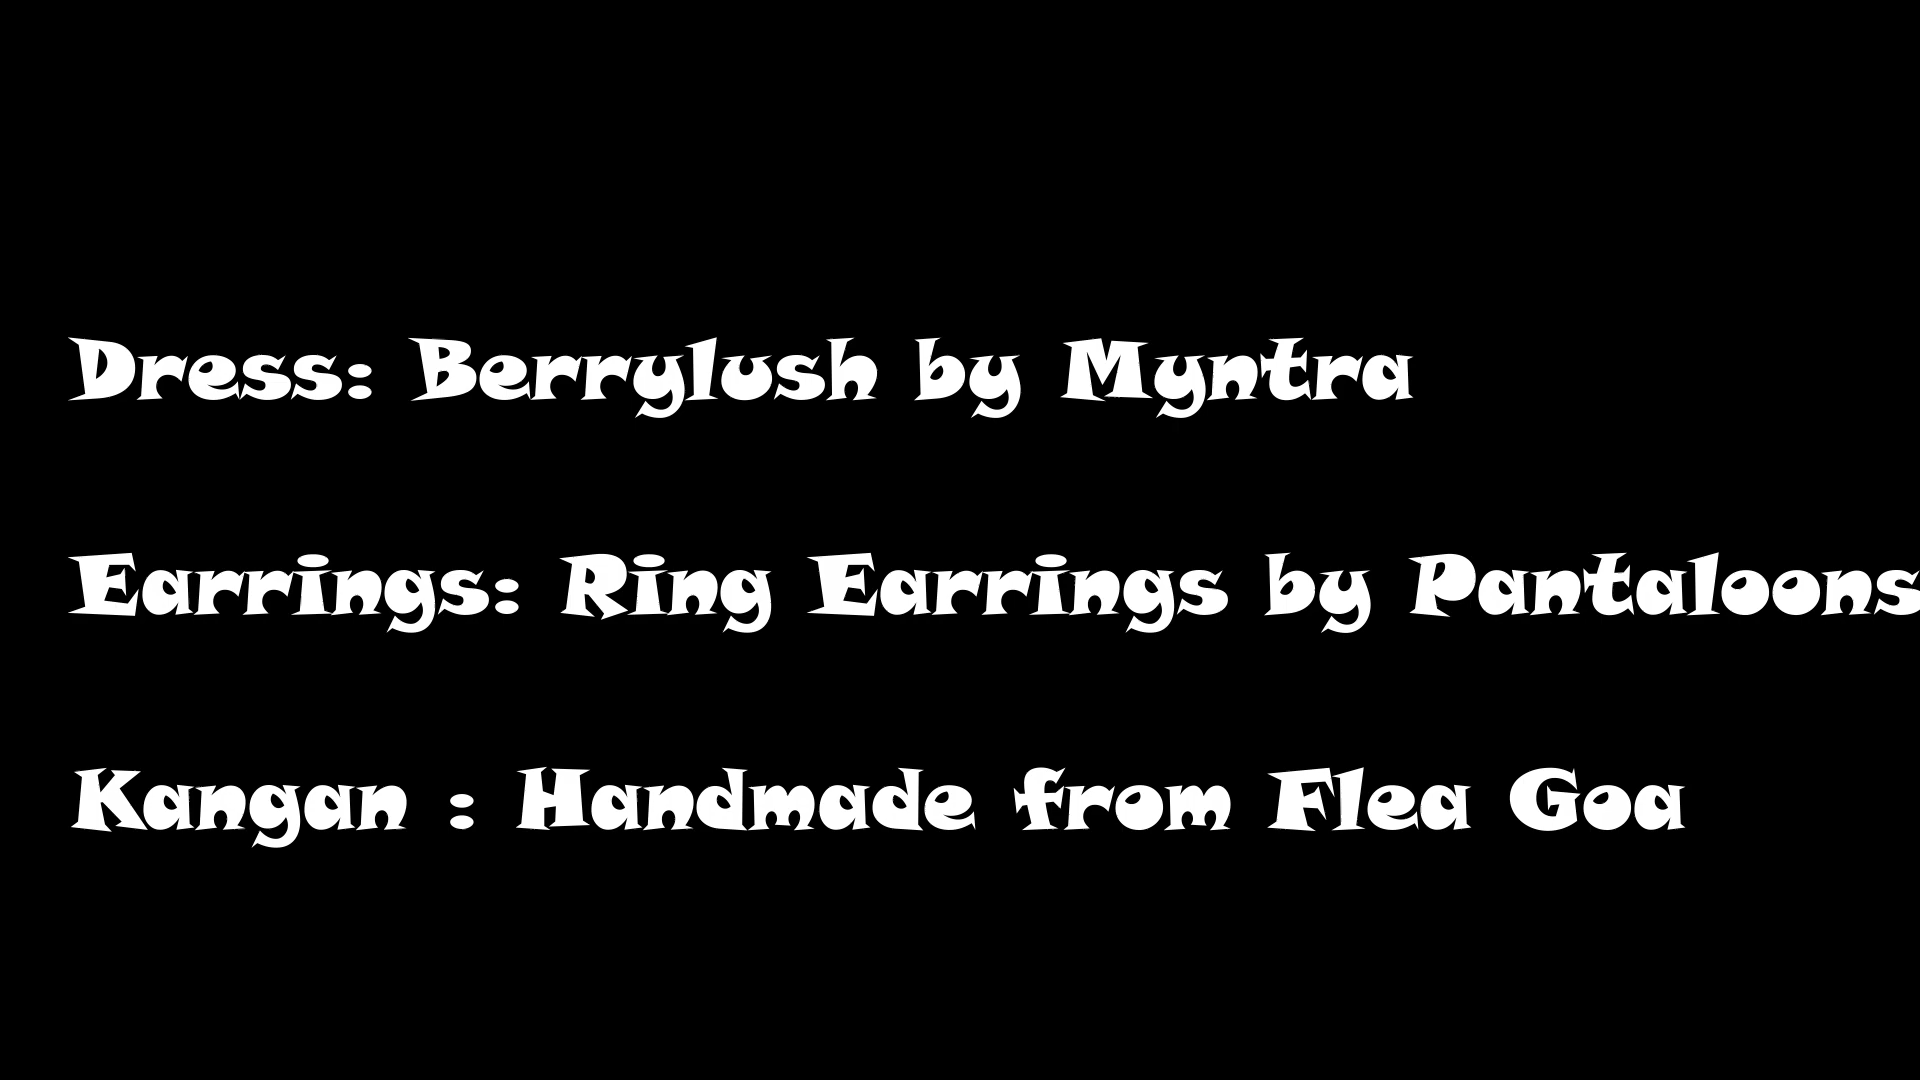 Dress: Berrylush by Myntra
Earrings: Ring Earrings by Pantaloons
Kangan : Handmade from Flea Goa